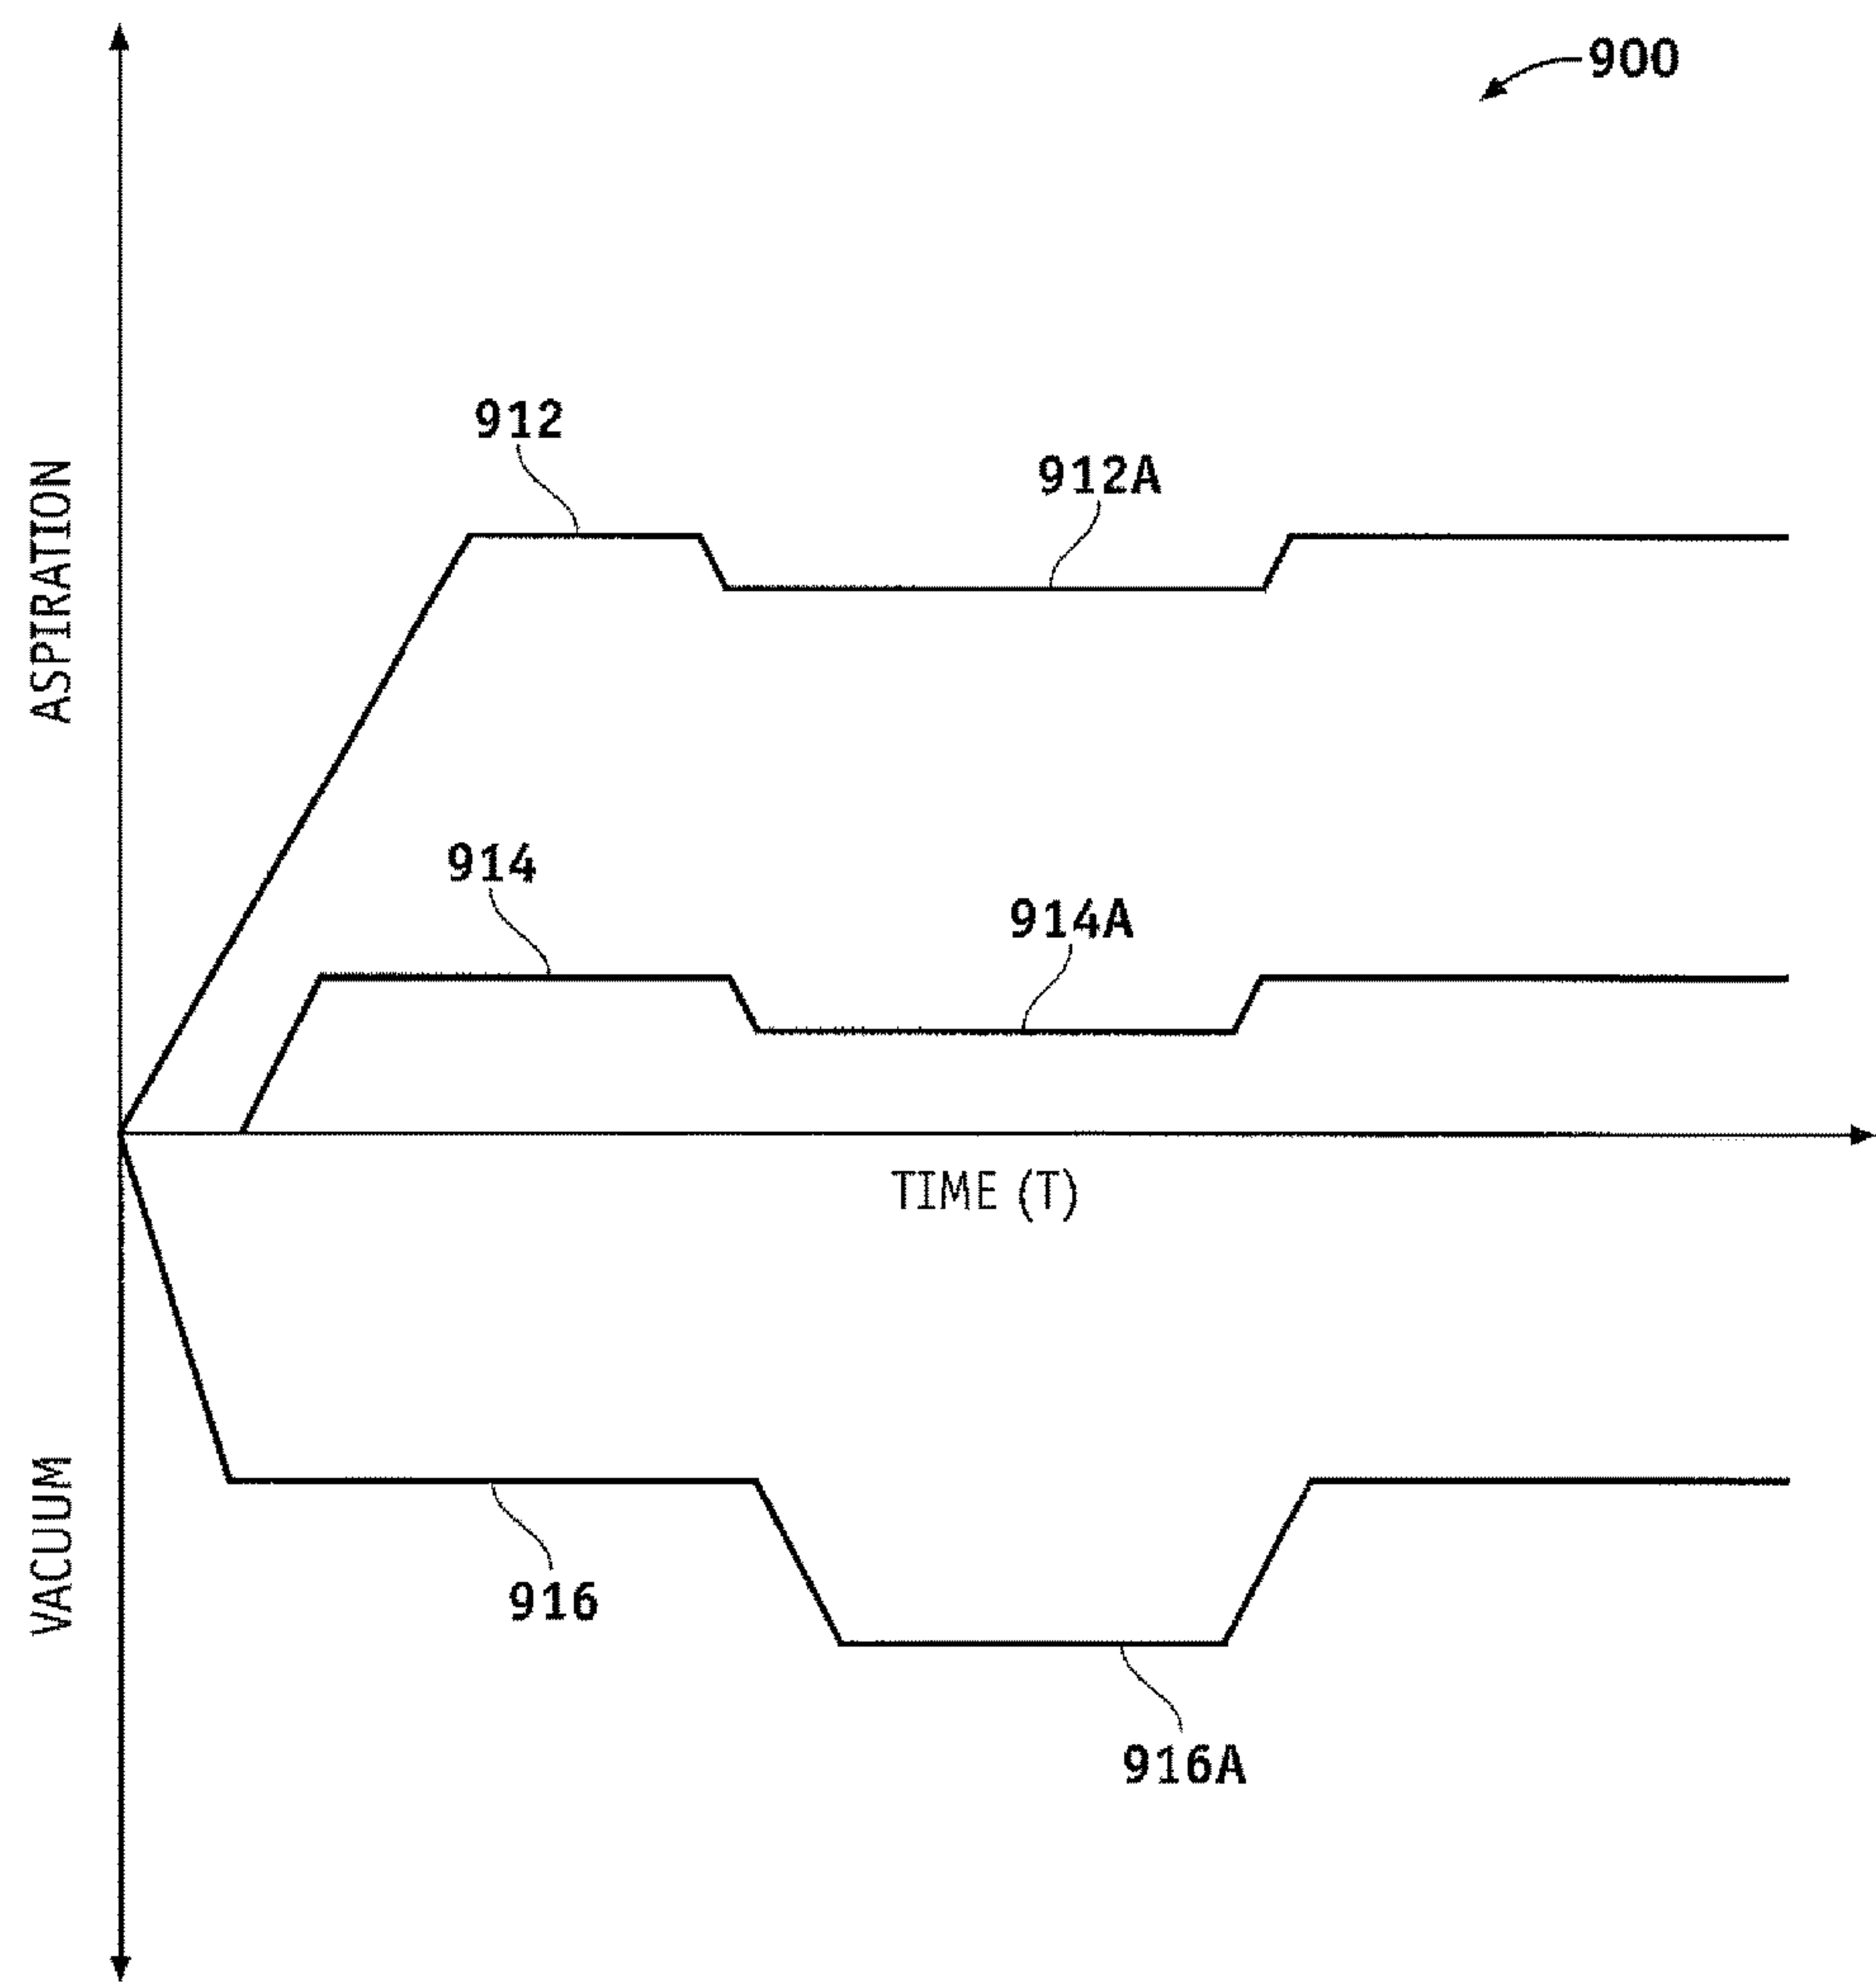 900
912
912A
ASPIRATION
914
914A
TIME (T)
VACUUM
916
916A